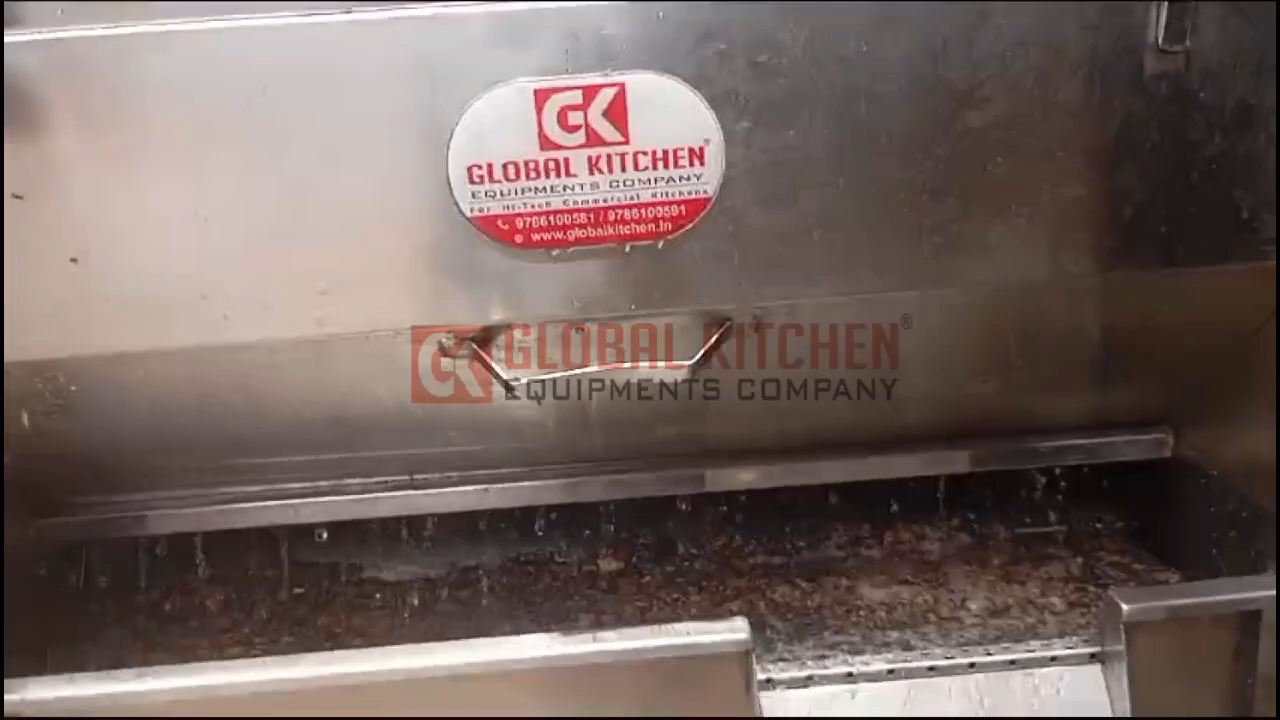 GK
GLOBAL KITCHEN®
EQUIPMENTS COMPANY
For Hi-Tech Commercial Kitchens
9786100581 / 9786100591
www.globalkitchen.in
GK GLOBAL KITCHEN®
EQUIPMENTS COMPANY